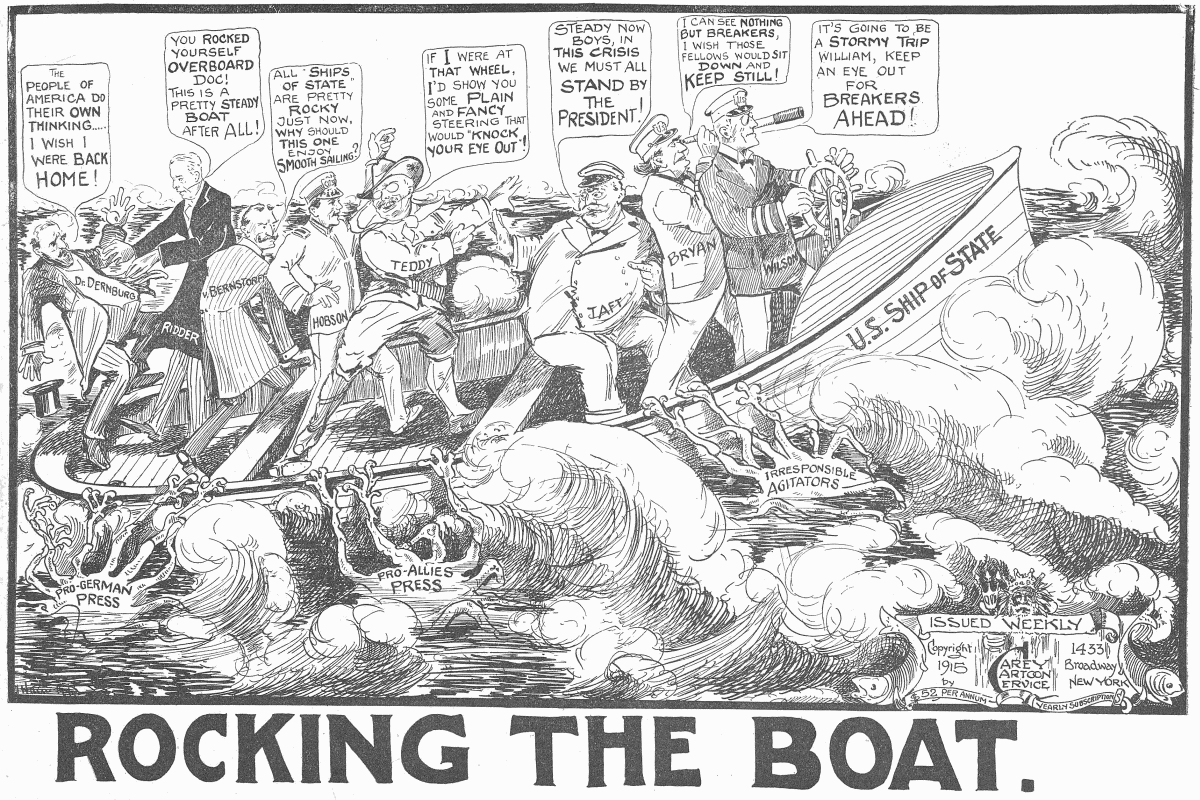 THE
PEOPLE OF
AMERICA DO
THEIR OWN
THINKING....
I WISH I
WERE BACK
HOME!
YOU ROCKED
YOURSELF
OVERBOARD
DOC!
THIS IS A
PRETTY STEADY
BOAT
AFTER ALL!
ALL "SHIPS
OF STATE"
ARE PRETTY
ROCKY
JUST NOW,
WHY SHOULD
THIS ONE
ENJOY
SMOOTH SAILING?
IF I WERE AT
THAT WHEEL,
I'D SHOW YOU
SOME PLAIN
AND FANCY
STEERING THAT
WOULD "KNOCK
YOUR EYE OUT"!
STEADY NOW
BOYS, IN
THIS CRISIS
WE MUST ALL
STAND BY
THE
PRESIDENT!
I CAN SEE NOTHING
BUT BREAKERS,
I WISH THOSE
FELLOWS WOULD SIT
DOWN AND
KEEP STILL!
IT'S GOING TO BE
A STORMY TRIP
WILLIAM, KEEP
AN EYE OUT
FOR
BREAKERS
AHEAD!
DR. DERNBURG
RIDDER
V. BERNSTORFF
HOBSON
TEDDY
TAFT
BRYAN
WILSON
U.S. SHIP OF STATE
IRRESPONSIBLE
AGITATORS
PRO-GERMAN
PRESS
PRO-ALLIES
PRESS
ISSUED WEEKLY
Copyright
1915
by
CAREY
CARTOON
SERVICE
1433
Broadway
NEW YORK
$52 PER ANNUM
YEARLY SUBSCRIPTION
ROCKING THE BOAT.